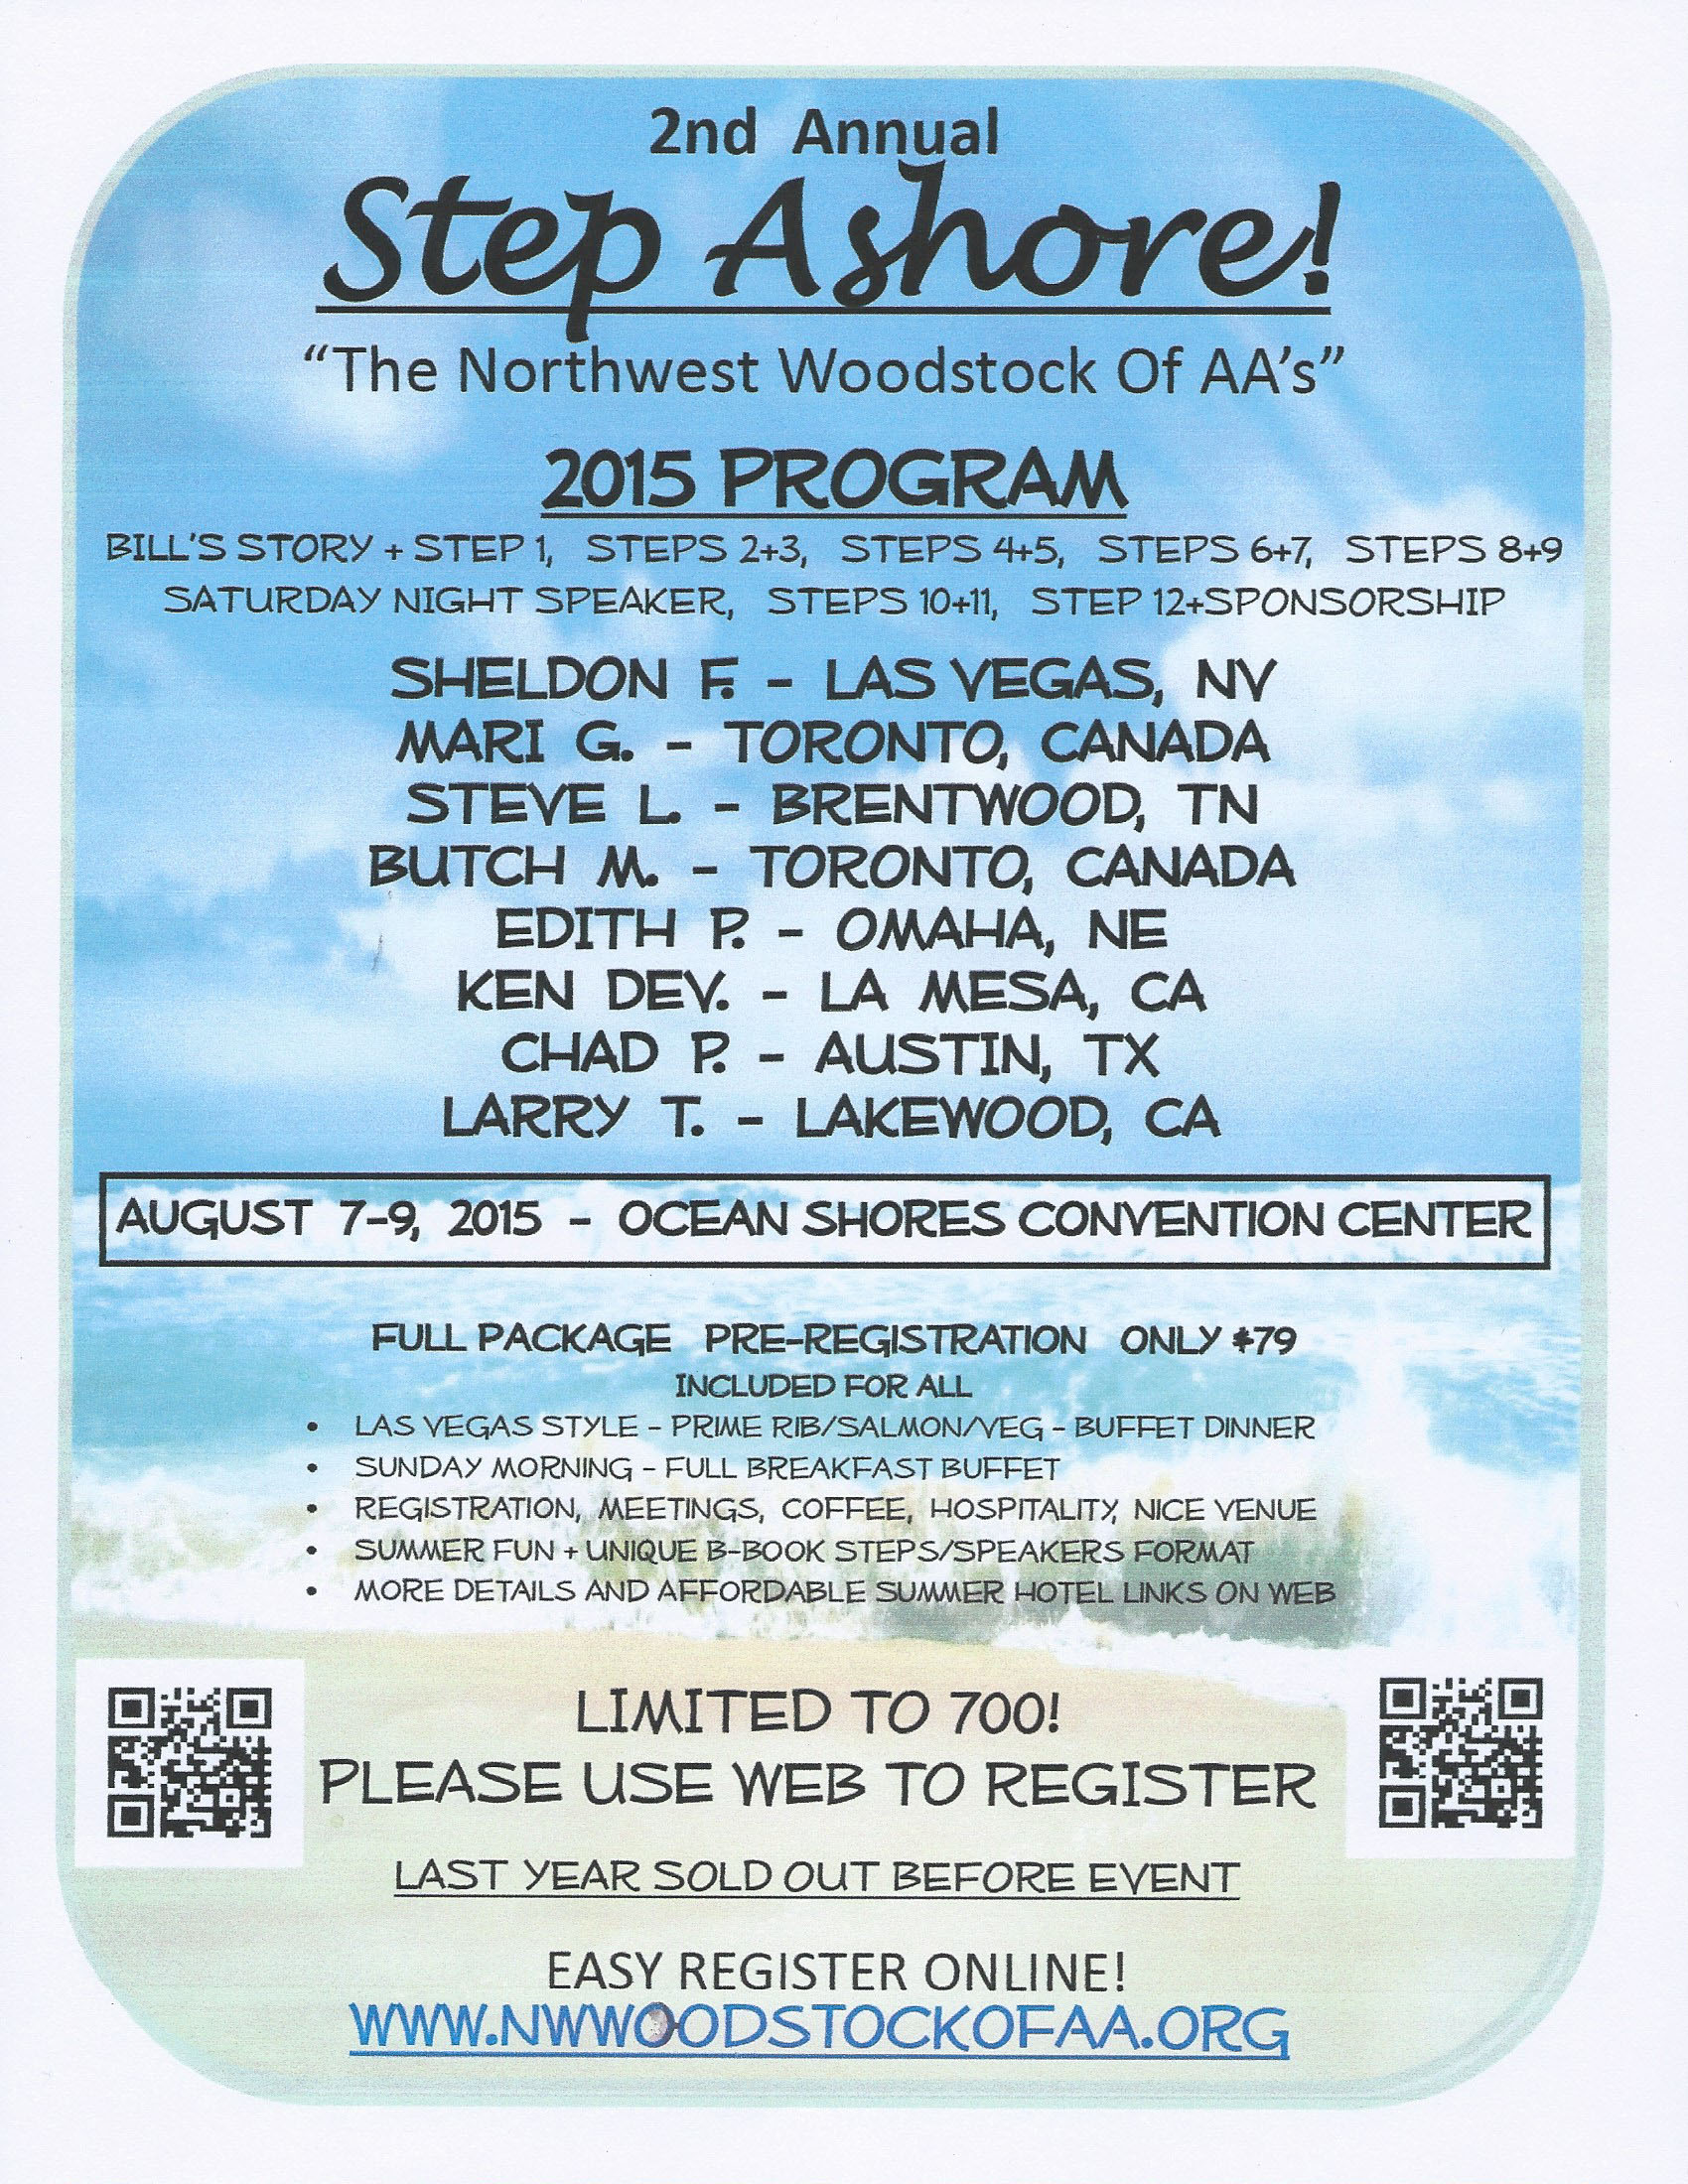 2nd Annual
Step Ashore!
“The Northwest Woodstock Of AA’s”
2015 PROGRAM
BILL'S STORY + STEP 1, STEPS 2+3, STEPS 4+5, STEPS 6+7, STEPS 8+9
SATURDAY NIGHT SPEAKER, STEPS 10+11, STEP 12+SPONSORSHIP
SHELDON F. - LAS VEGAS, NV
MARI G. - TORONTO, CANADA
STEVE L. - BRENTWOOD, TN
BUTCH M. - TORONTO, CANADA
EDITH P. - OMAHA, NE
KEN DEV. - LA MESA, CA
CHAD P. - AUSTIN, TX
LARRY T. - LAKEWOOD, CA
AUGUST 7-9, 2015 - OCEAN SHORES CONVENTION CENTER
FULL PACKAGE PRE-REGISTRATION ONLY $79
INCLUDED FOR ALL
• LAS VEGAS STYLE - PRIME RIB/SALMON/VEG - BUFFET DINNER
• SUNDAY MORNING - FULL BREAKFAST BUFFET
• REGISTRATION, MEETINGS, COFFEE, HOSPITALITY, NICE VENUE
• SUMMER FUN + UNIQUE B-BOOK STEPS/SPEAKERS FORMAT
• MORE DETAILS AND AFFORDABLE SUMMER HOTEL LINKS ON WEB
LIMITED TO 700!
PLEASE USE WEB TO REGISTER
LAST YEAR SOLD OUT BEFORE EVENT
EASY REGISTER ONLINE!
WWW.NWWOODSTOCKOFAA.ORG